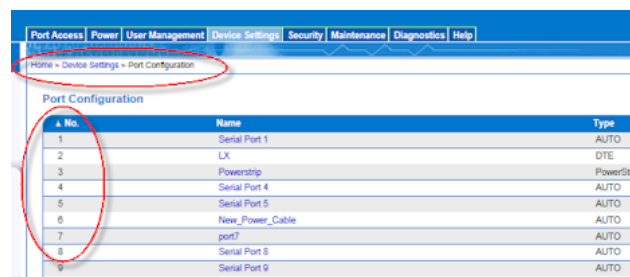 Port Access Power User Management Device Settings Security Maintenance Diagnostics Help
Home > Device Settings > Port Configuration
Port Configuration
▲ No. Name Type
1 Serial Port 1 AUTO
2 LX DTE
3 Powerstrip PowerSt
4 Serial Port 4 AUTO
5 Serial Port 5 AUTO
6 New_Power_Cable AUTO
7 port7 AUTO
8 Serial Port 8 AUTO
9 Serial Port 9 AUTO